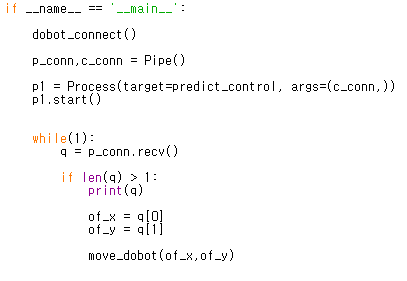 if __name__ == '__main__':
    dobot_connect()
    p_conn,c_conn = Pipe()
    p1 = Process(target=predict_control, args=(c_conn,))
    p1.start()
    while(1):
        q = p_conn.recv()
        if len(q) > 1:
            print(q)
            of_x = q[0]
            of_y = q[1]
            move_dobot(of_x,of_y)